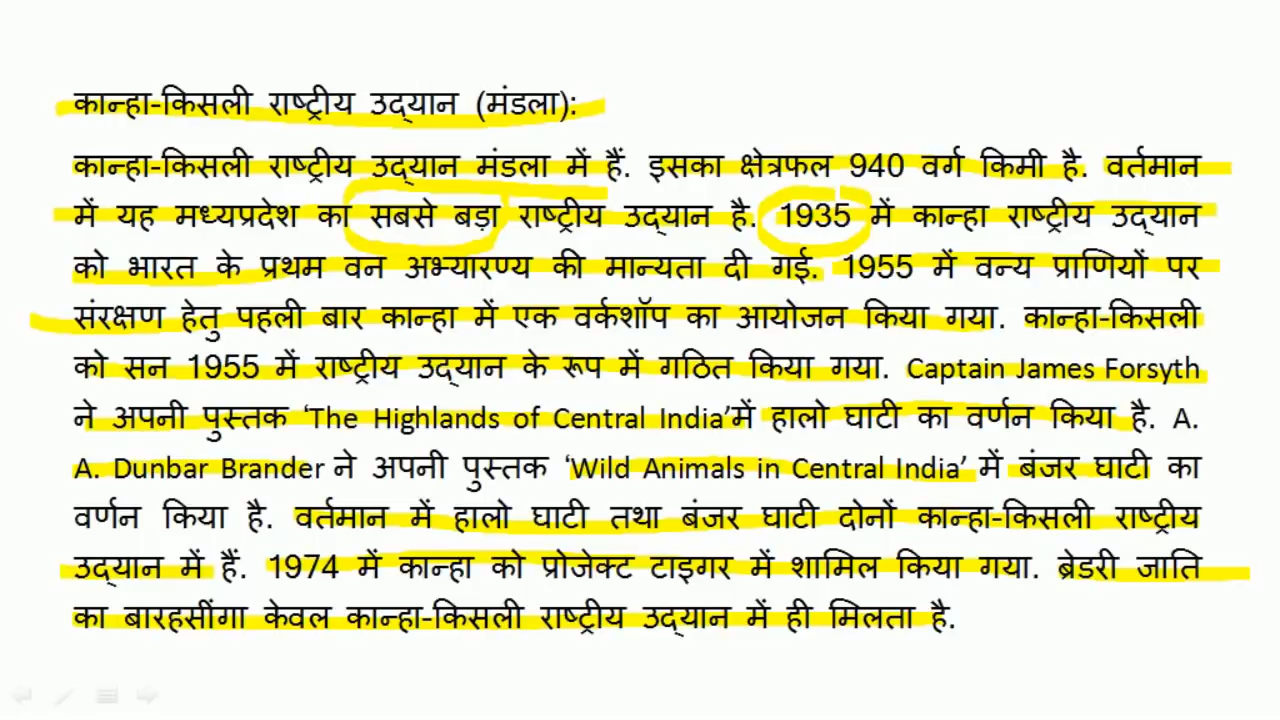 कान्हा-किसली राष्ट्रीय उद्यान (मंडला):
कान्हा-किसली राष्ट्रीय उद्यान मंडला में हैं. इसका क्षेत्रफल 940 वर्ग किमी है. वर्तमान
में यह मध्यप्रदेश का सबसे बड़ा राष्ट्रीय उद्यान है. 1935 में कान्हा राष्ट्रीय उद्यान
को भारत के प्रथम वन अभ्यारण्य की मान्यता दी गई. 1955 में वन्य प्राणियों पर
संरक्षण हेतु पहली बार कान्हा में एक वर्कशॉप का आयोजन किया गया. कान्हा-किसली
को सन 1955 में राष्ट्रीय उद्यान के रूप में गठित किया गया. Captain James Forsyth
ने अपनी पुस्तक ‘The Highlands of Central India’में हालो घाटी का वर्णन किया है. A.
A. Dunbar Brander ने अपनी पुस्तक ‘Wild Animals in Central India’ में बंजर घाटी का
वर्णन किया है. वर्तमान में हालो घाटी तथा बंजर घाटी दोनों कान्हा-किसली राष्ट्रीय
उद्यान में हैं. 1974 में कान्हा को प्रोजेक्ट टाइगर में शामिल किया गया. ब्रेडरी जाति
का बारहसींगा केवल कान्हा-किसली राष्ट्रीय उद्यान में ही मिलता है.